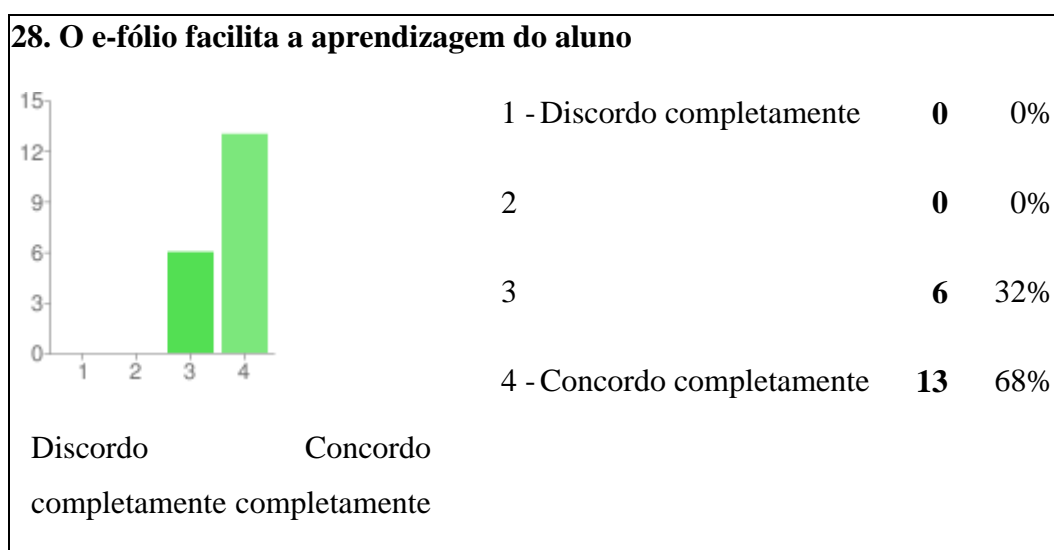 28. O e-fólio facilita a aprendizagem do aluno
15
12
9
6
3
0
1 2 3 4
Discordo Concordo
completamente completamente
1 - Discordo completamente 0 0%
2 0 0%
3 6 32%
4 - Concordo completamente 13 68%